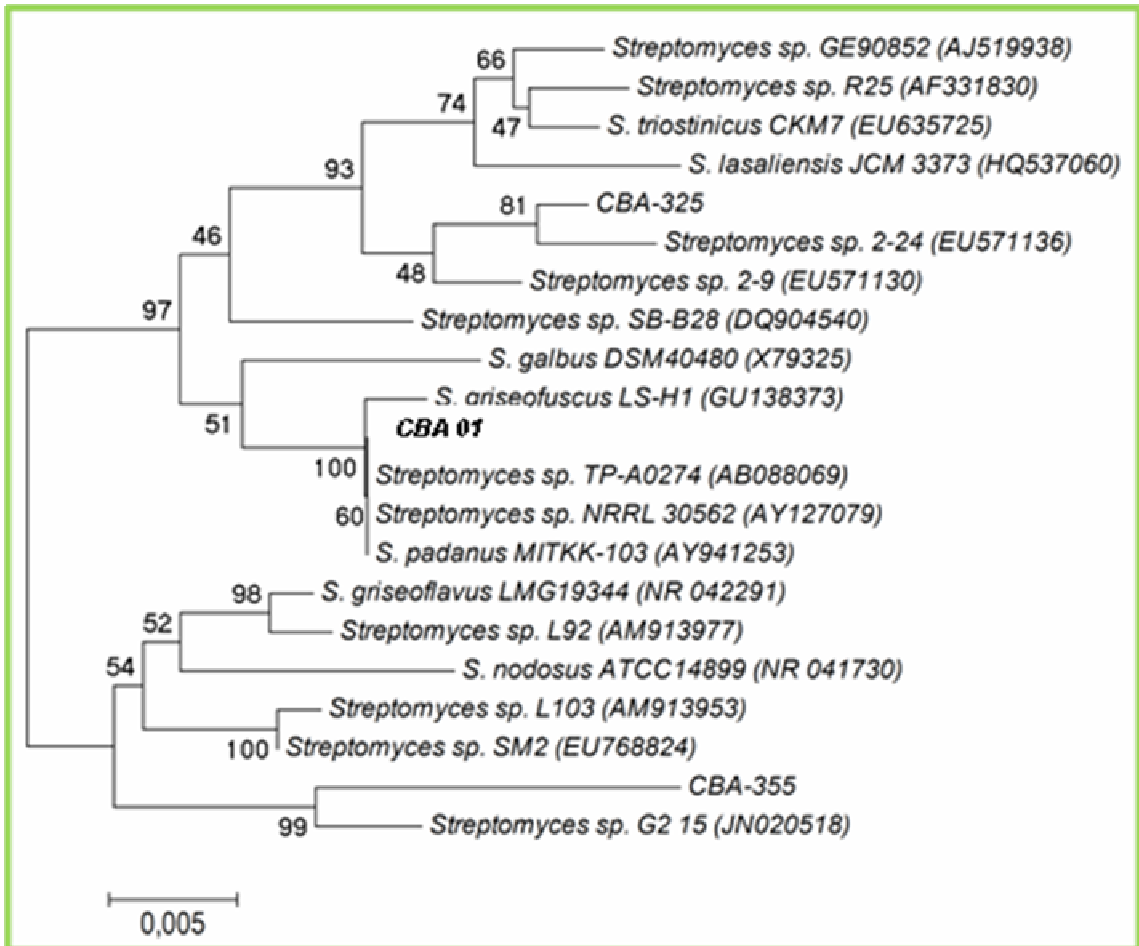 66
Streptomyces sp. GE90852 (AJ519938)
Streptomyces sp. R25 (AF331830)
74
47
S. triostinicus CKM7 (EU635725)
S. lasaliensis JCM 3373 (HQ537060)
93
81
CBA-325
46
Streptomyces sp. 2-24 (EU571136)
48
Streptomyces sp. 2-9 (EU571130)
97
Streptomyces sp. SB-B28 (DQ904540)
S. galbus DSM40480 (X79325)
S. griseofuscus LS-H1 (GU138373)
51
CBA 01
100
Streptomyces sp. TP-A0274 (AB088069)
60
Streptomyces sp. NRRL 30562 (AY127079)
S. padanus MITKK-103 (AY941253)
98
S. griseoflavus LMG19344 (NR 042291)
52
Streptomyces sp. L92 (AM913977)
54
S. nodosus ATCC14899 (NR 041730)
Streptomyces sp. L103 (AM913953)
100
Streptomyces sp. SM2 (EU768824)
CBA-355
99
Streptomyces sp. G2 15 (JN020518)
0,005